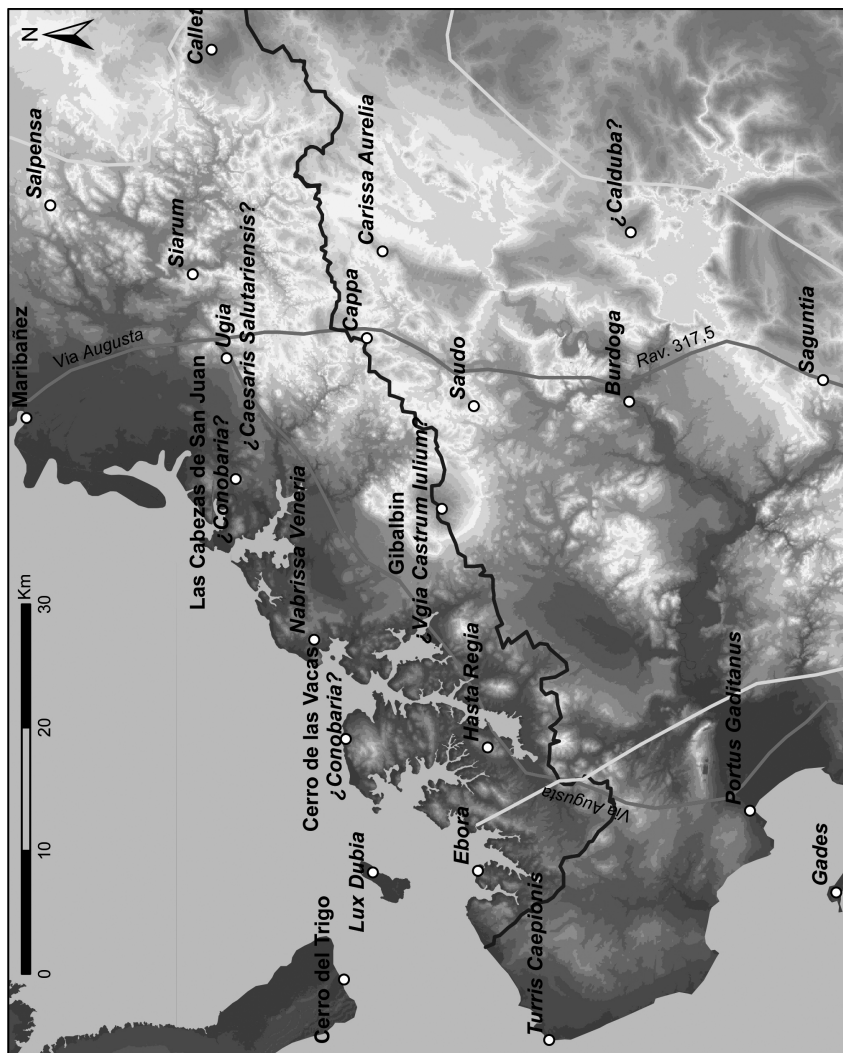 Km
0 10 20 30
N
Maribañez
Salpensa
Via Augusta
Siarum
Callet
Las Cabezas de San Juan
¿Conobaria?
Ugia
¿Caesaris Salutariensis?
Nabrissa Veneria
Cerro de las Vacas
¿Conobaria?
Cerro del Trigo
Lux Dubia
Cappa
Carissa Aurelia
Gibalbin
¿Vgia Castrum Iulium?
Ebora
Saudo
Hasta Regia
Turris Caepionis
Via Augusta
Burdoga
¿Calduba?
Rav. 317,5
Portus Gaditanus
Saguntia
Gades